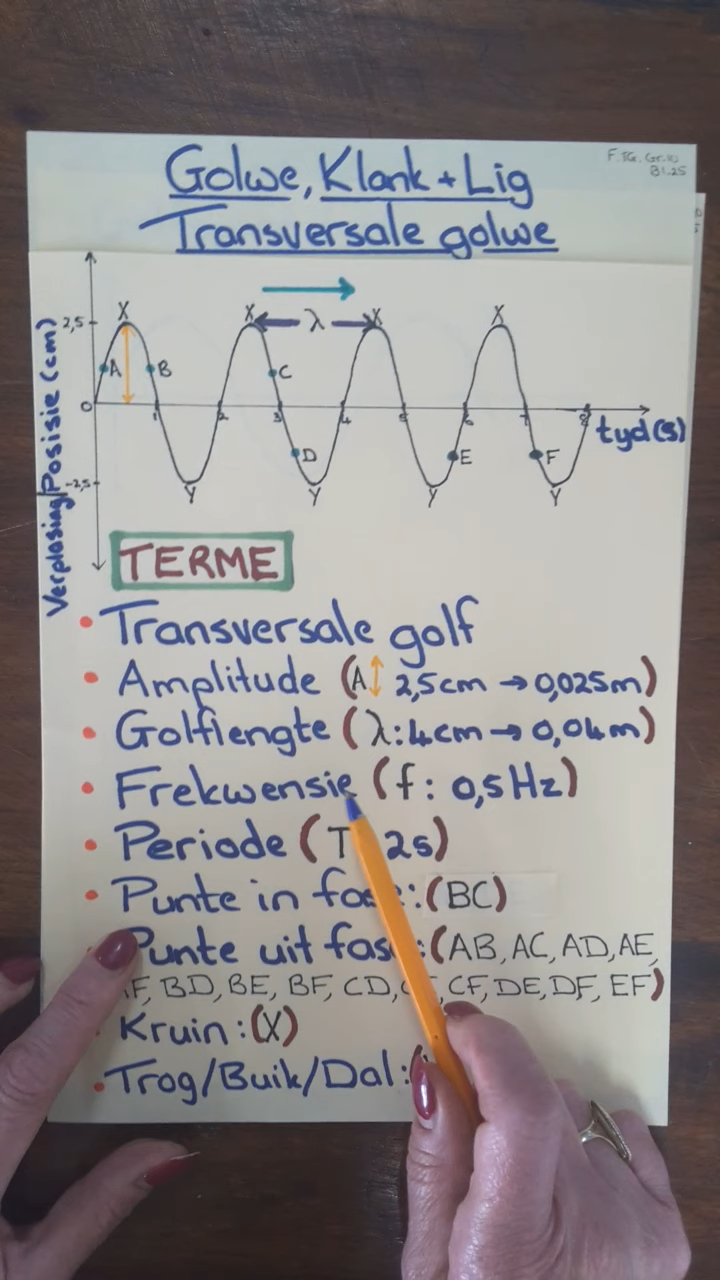 F.TG.Gr.10
B1.25
Golwe, Klank + Lig
Transversale golwe
Verplasing/Posisie (cm)
2,5
0
-2,5
X X X X
λ
A B C D E F
1 2 3 4 5 6 7 8
tyd(s)
Y Y Y Y
TERME
• Transversale golf
• Amplitude (A↕ 2,5cm → 0,025m)
• Golflengte (λ: 4cm → 0,04m)
• Frekwensie (f: 0,5Hz)
• Periode (T 2s)
• Punte in fase: (BC)
Punte uit fase: (AB, AC, AD, AE,
BD, BE, BF, CD, CF, DE, DF, EF)
• Kruin: (X)
• Trog/Buik/Dal: (